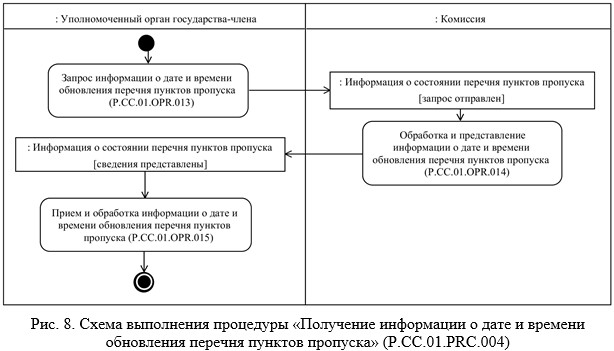 : Уполномоченный орган государства-члена
: Комиссия
Запрос информации о дате и времени
обновления перечня пунктов пропуска
(P.CC.01.OPR.013)
: Информация о состоянии перечня пунктов пропуска
[запрос отправлен]
Обработка и представление
информации о дате и времени
обновления перечня пунктов пропуска
(P.CC.01.OPR.014)
: Информация о состоянии перечня пунктов пропуска
[сведения представлены]
Прием и обработка информации о дате и
времени обновления перечня пунктов
пропуска (P.CC.01.OPR.015)
Рис. 8. Схема выполнения процедуры «Получение информации о дате и времени
обновления перечня пунктов пропуска» (P.CC.01.PRC.004)